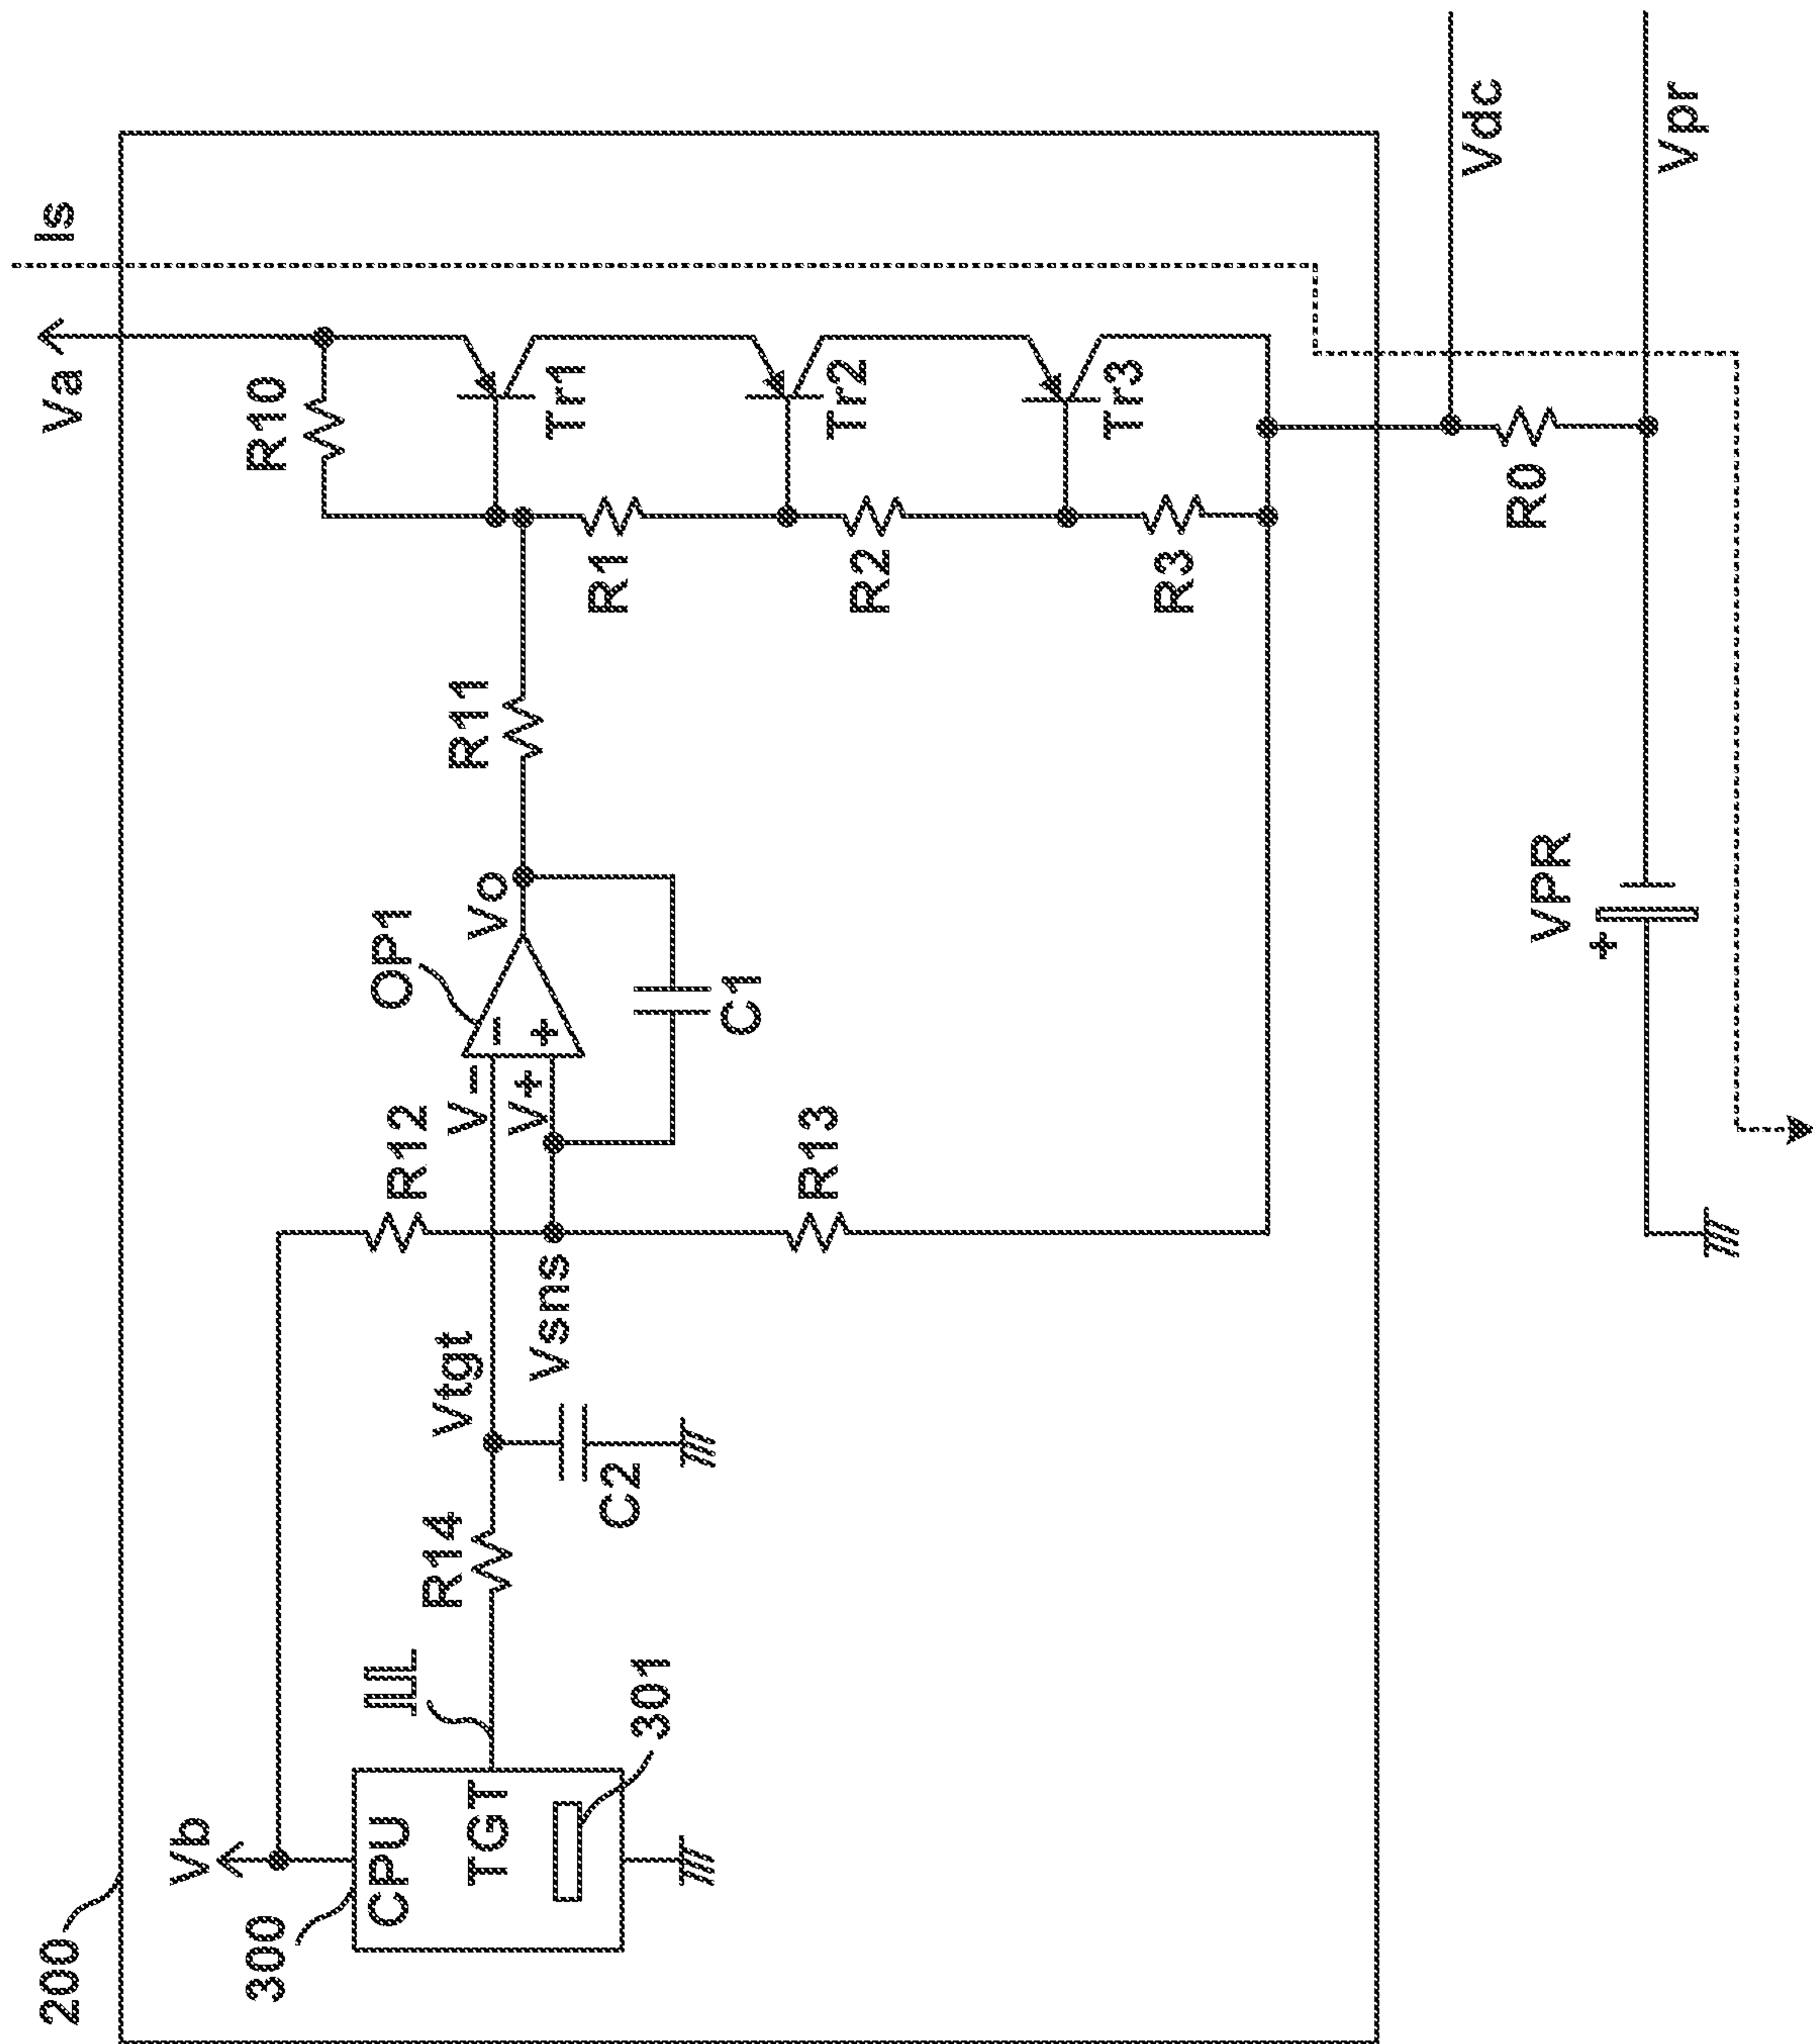 200
Vb
300
CPU
TGT
301
R14
Vtgt
C2
Vsns
R12
V−
V+
−
+
OP1
Vo
C1
R13
R11
Va
Is
R10
Tr1
R1
Tr2
R2
Tr3
R3
Vdc
R0
Vpr
VPR
+